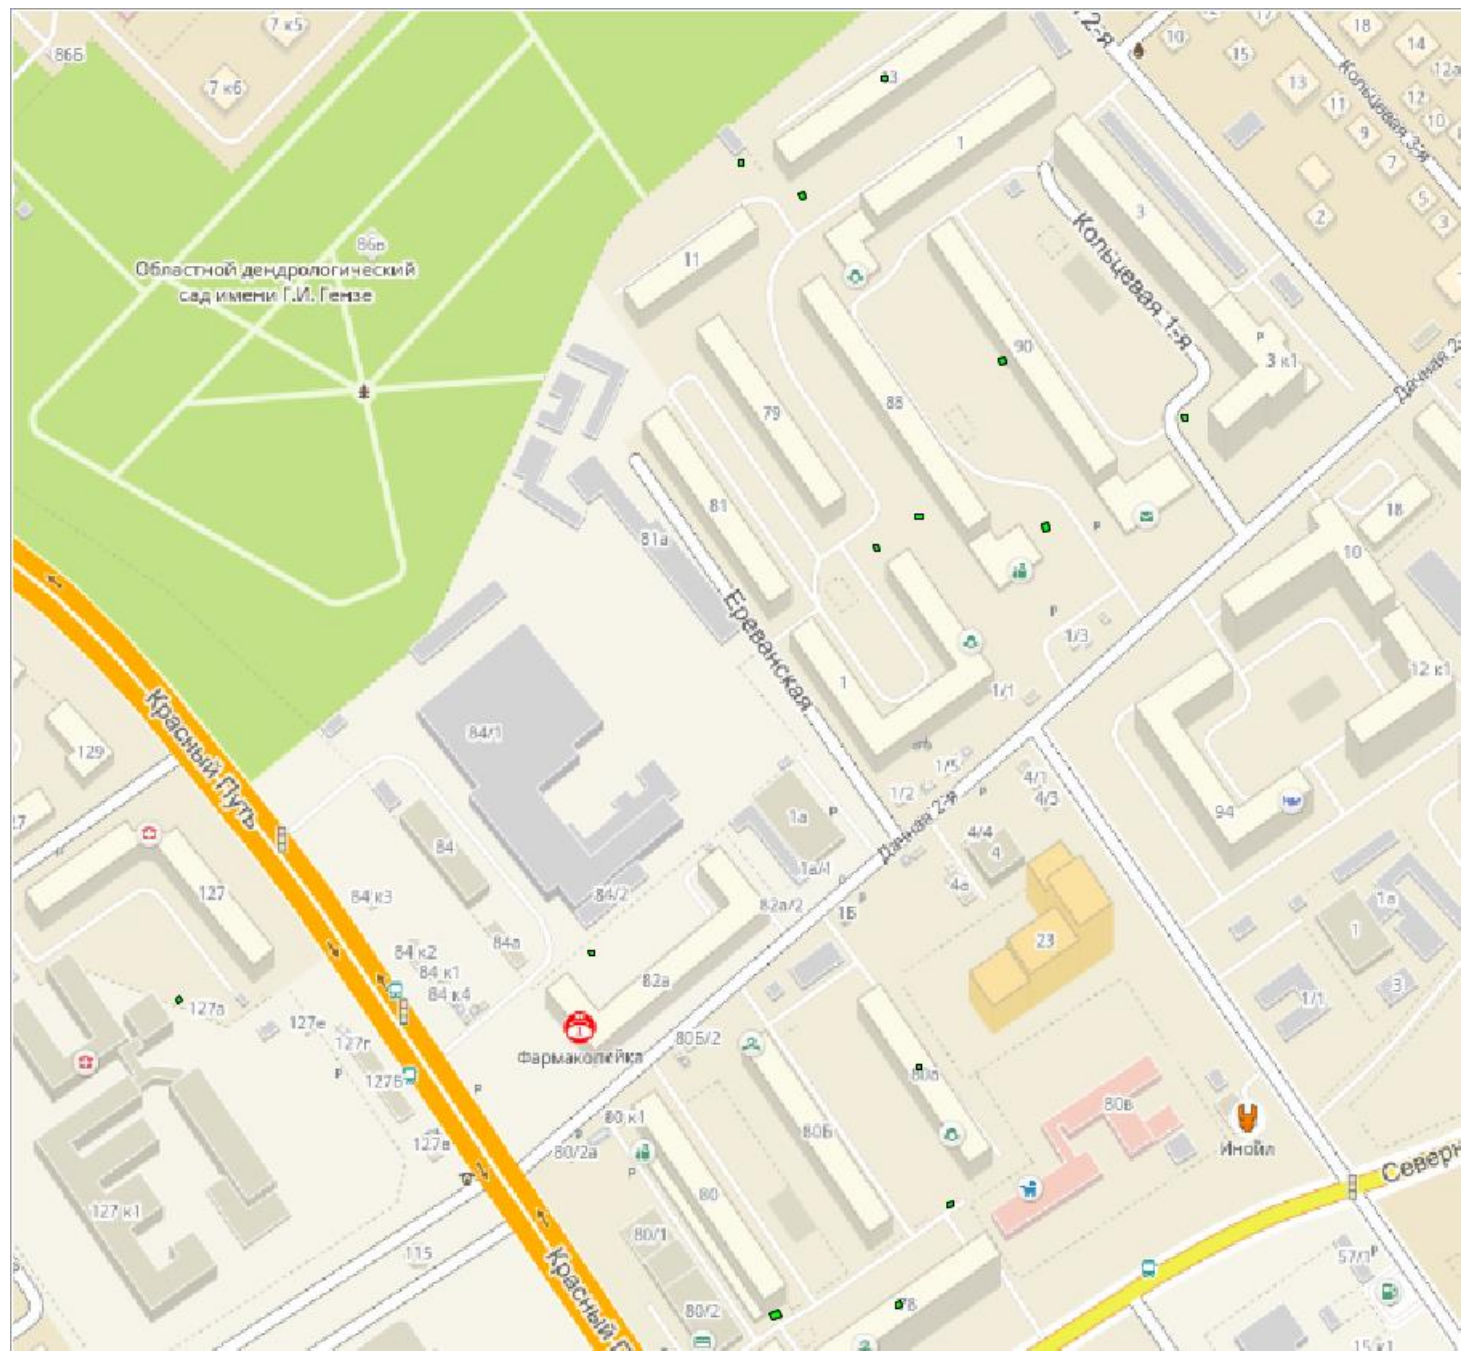 86Б
7 к5
7 к6
2-я
10
15
17
18
14
12а
13
11
12
10
9
7
5
3
2
Кольцевая 3-я
13
1
3
86в
Областной дендрологический
сад имени Г.И. Гензе
11
Кольцевая 1-я
90
Р
3 к1
Дачная 2-я
79
88
81
81а
Р
18
10
Ереванская
Р
1/3
12 к1
1
1/1
Красный Путь
129
84/1
1/5
4/1
4/3
1/2
Р
94
1а
Р
Дачная 2-я
4/4
4
84
127
84 к3
84/2
1а/1
82а/2
1Б
Р
4а
1а
1
23
84 к2
84а
84 к1
84 к4
82а
3
1/1
127а
127е
127г
Р
127Б
Р
Фармакопейка
80Б/2
80а
80в
80 к1
80Б
80/2а
Р
127в
Инойл
Северн
127 к1
80
80/1
115
Красный П
80/2
78
57/1
Р
15 к1